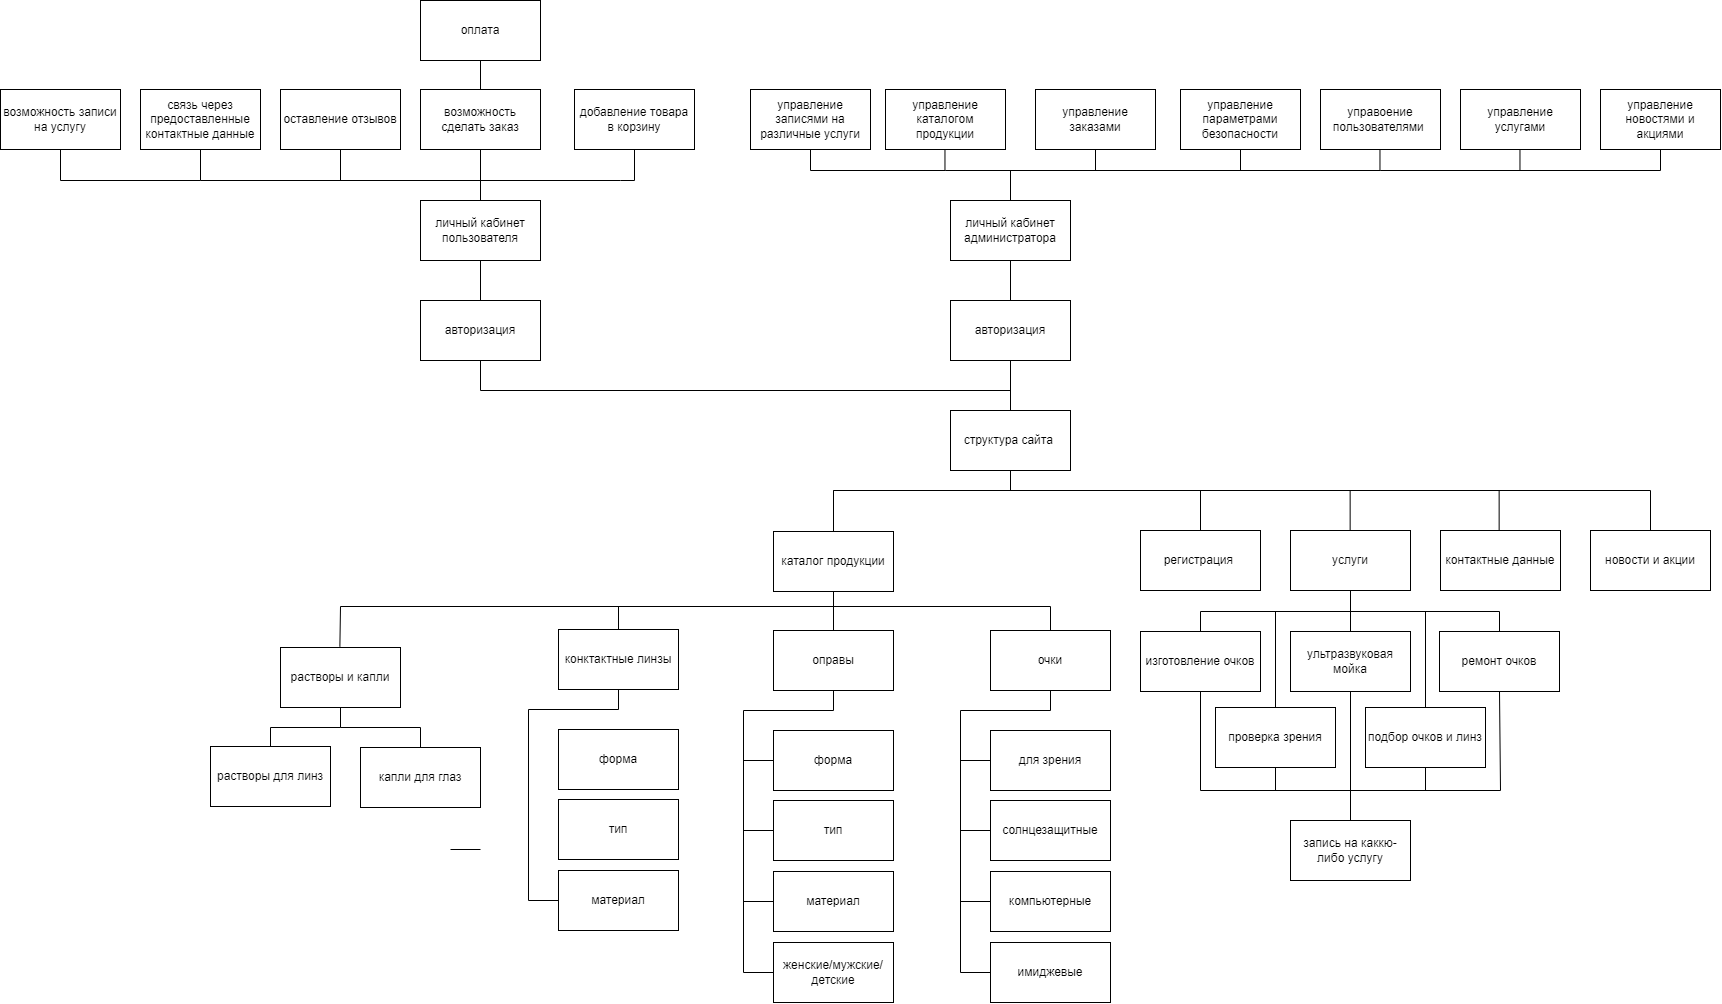 оплата
возможность записи
на услугу
связь через
предоставленные
контактные данные
оставление отзывов
возможность
сделать заказ
добавление товара
в корзину
управление
записями на
различные услуги
управление
каталогом
продукции
управление
заказами
управление
параметрами
безопасности
управоение
пользователями
управление
услугами
управление
новостями и
акциями
личный кабинет
пользователя
личный кабинет
администратора
авторизация
авторизация
структура сайта
каталог продукции
регистрация
услуги
контактные данные
новости и акции
растворы и капли
конктактные линзы
оправы
очки
изготовление очков
ультразвуковая
мойка
ремонт очков
проверка зрения
подбор очков и линз
растворы для линз
капли для глаз
форма
форма
для зрения
тип
тип
солнцезащитные
запись на каккю-
либо услугу
материал
материал
компьютерные
женские/мужские/
детские
имиджевые